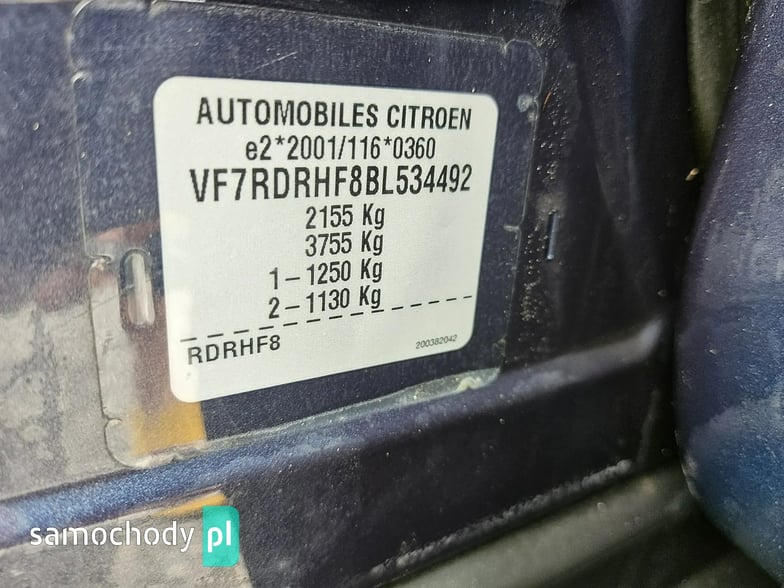 AUTOMOBILES CITROEN
e2*2001/116*0360
VF7RDRHF8BL534492
2155 Kg
3755 Kg
1-1250 Kg
2-1130 Kg
RDRHF8
200382042
samochody pl